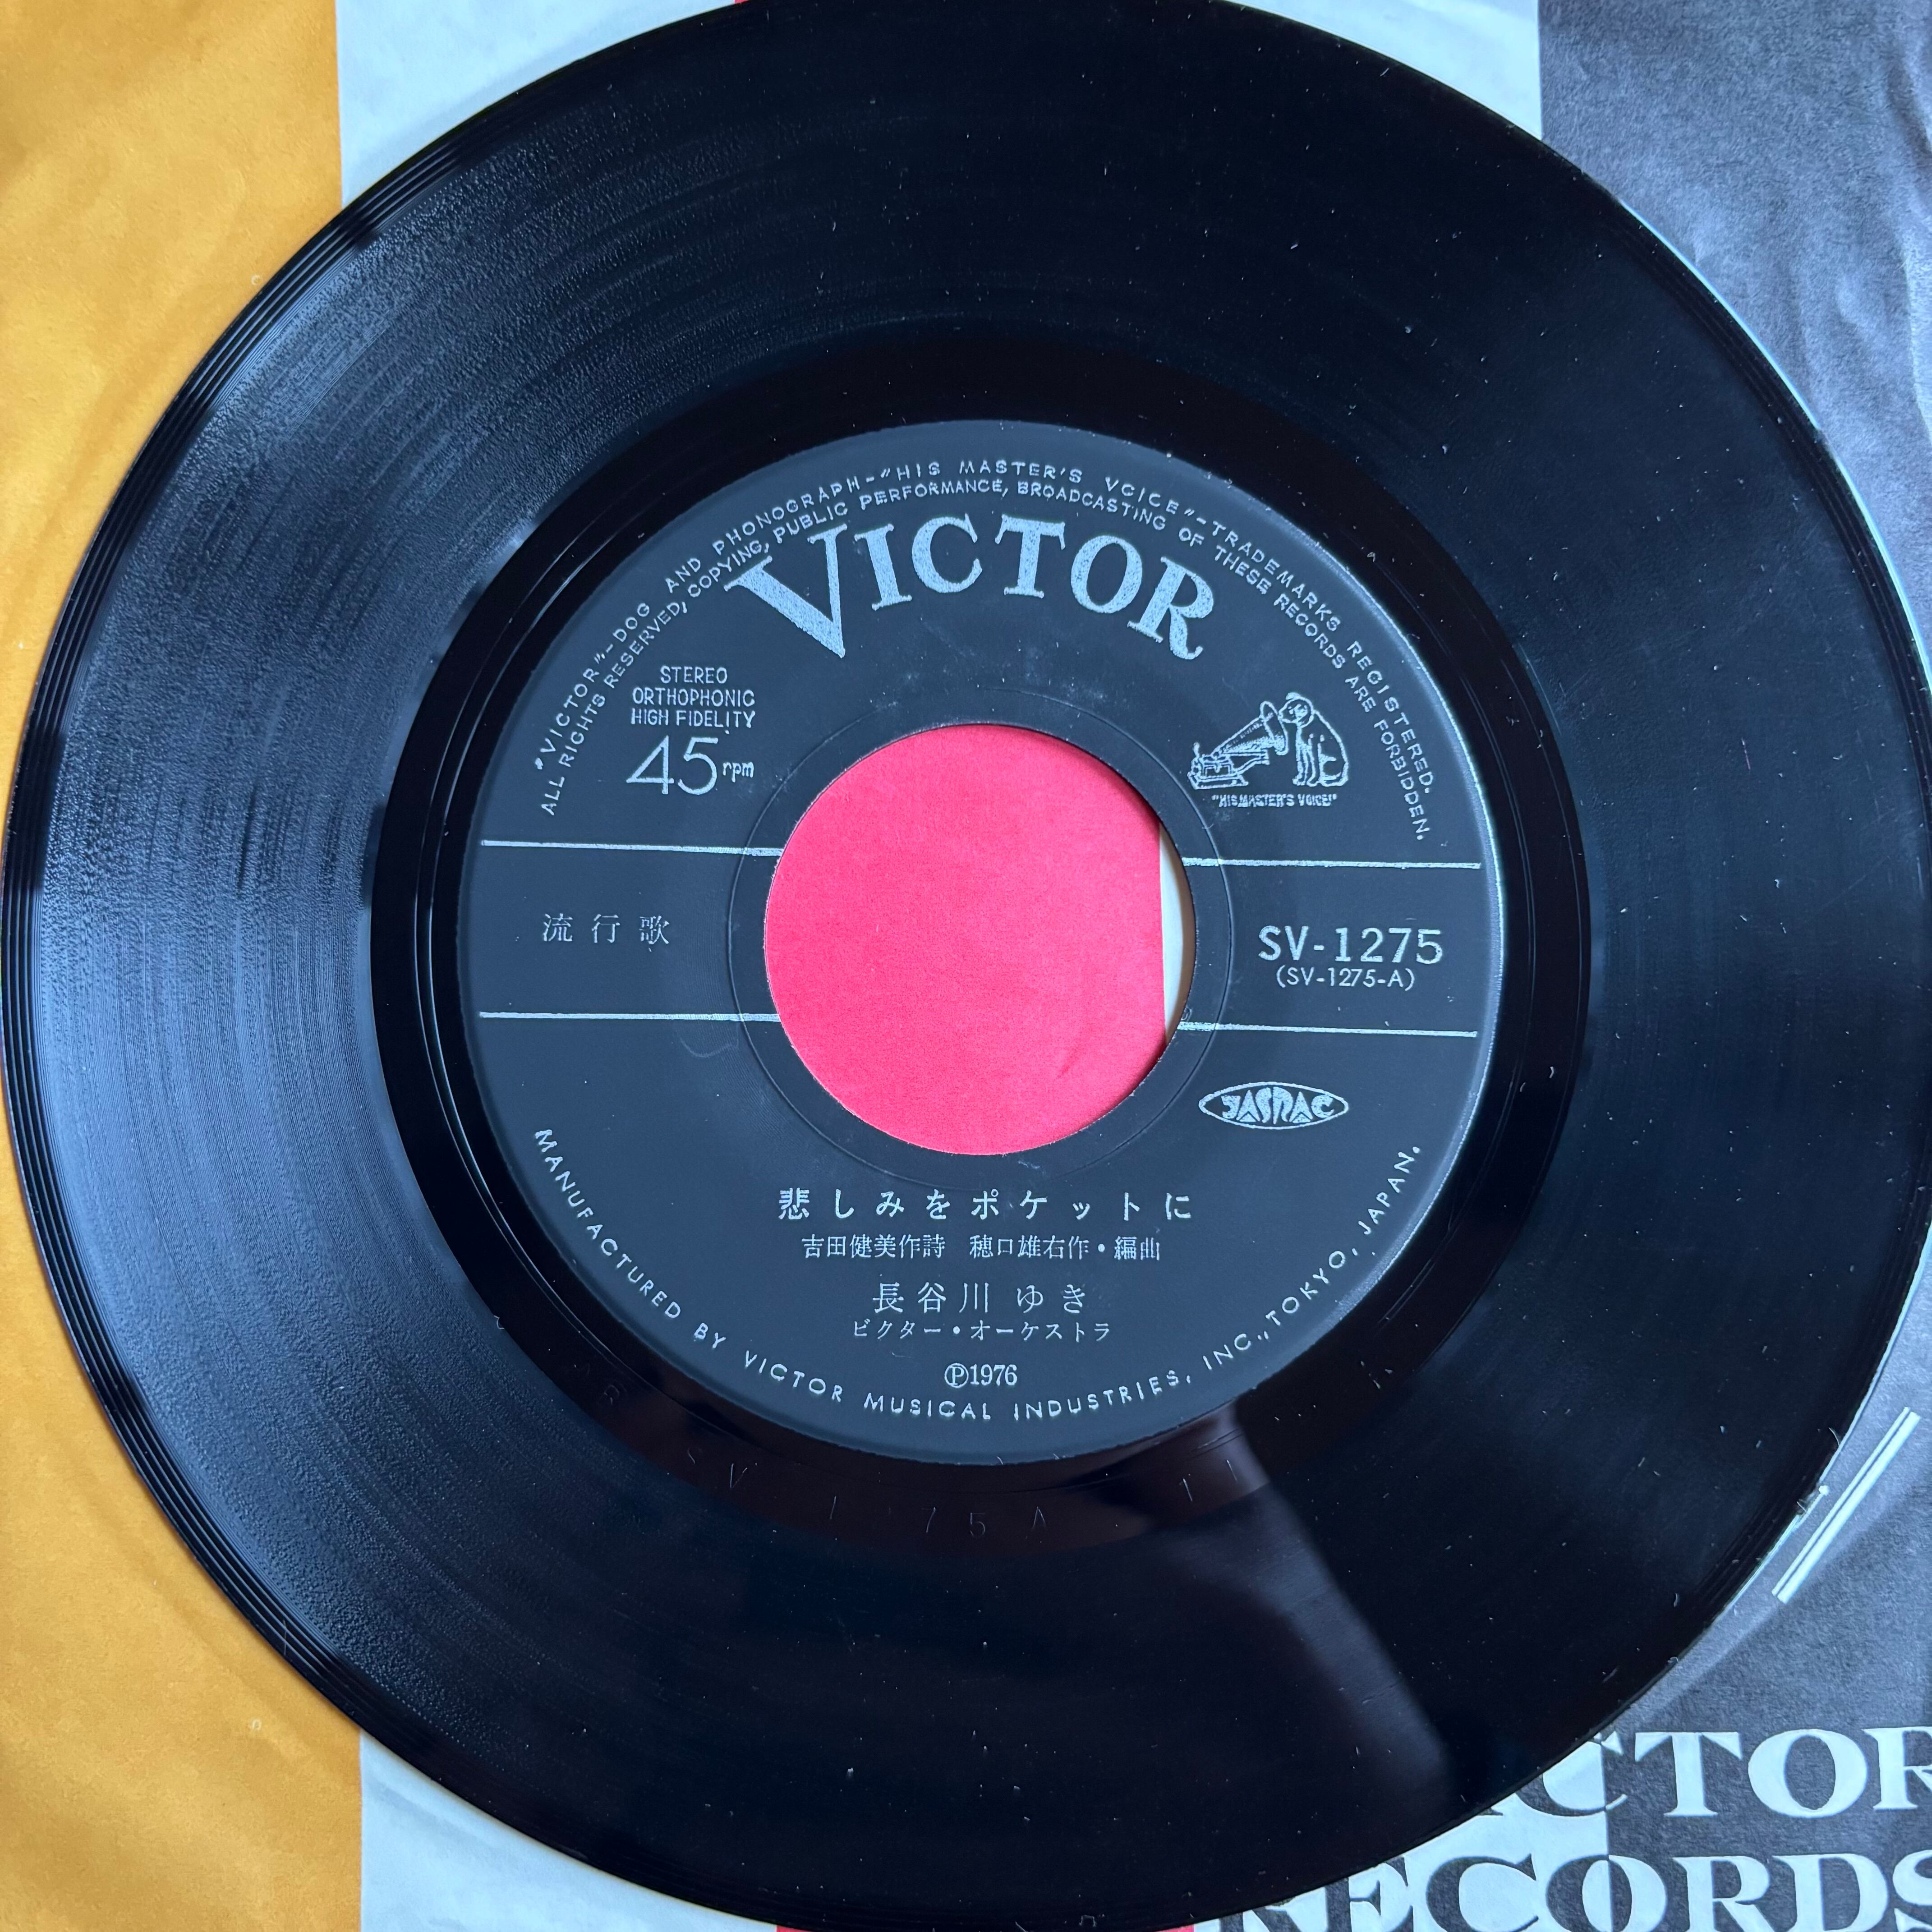 "VICTOR"-DOG AND PHONOGRAPH-"HIS MASTER'S VOICE"-TRADEMARKS REGISTERED.
ALL RIGHTS RESERVED, COPYING, PUBLIC PERFORMANCE, BROADCASTING OF THESE RECORDS ARE FORBIDDEN.
VICTOR
STEREO
ORTHOPHONIC
HIGH FIDELITY
45 rpm
"HIS MASTER'S VOICE"
流行歌
SV-1275
(SV-1275-A)
JASRAC
悲しみをポケットに
吉田健美作詩 穂口雄右作・編曲
長谷川ゆき
ビクター・オーケストラ
Ⓟ1976
MANUFACTURED BY VICTOR MUSICAL INDUSTRIES, INC., TOKYO, JAPAN.
CTOR
RECORDS